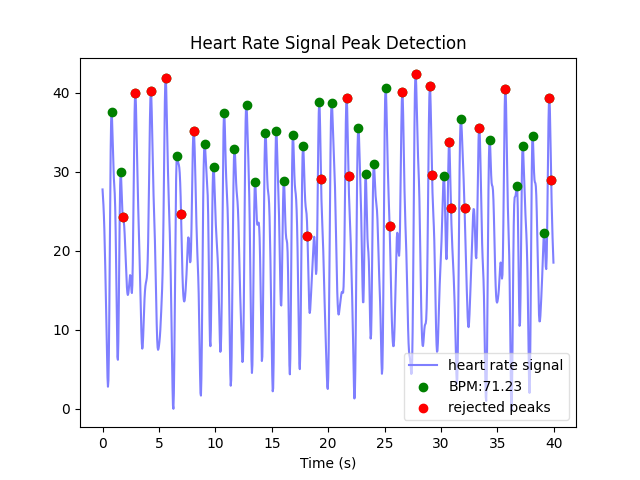 Heart Rate Signal Peak Detection
40
30
20
10
0
heart rate signal
BPM:71.23
rejected peaks
0 5 10 15 20 25 30 35 40
Time (s)